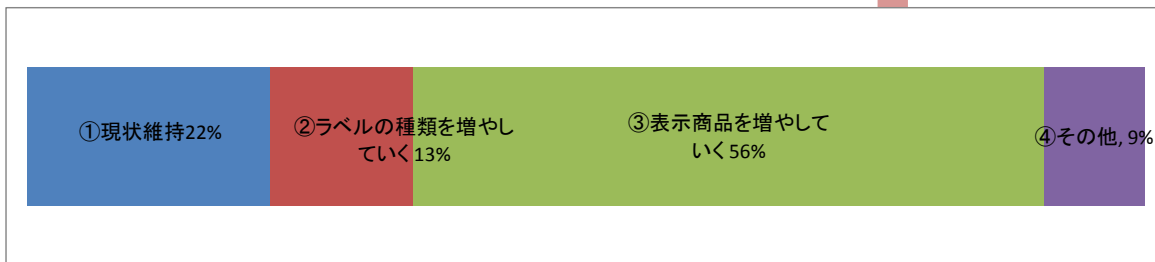 ①現状維持22%
②ラベルの種類を増やし
ていく13%
③表示商品を増やして
いく56%
④その他, 9%